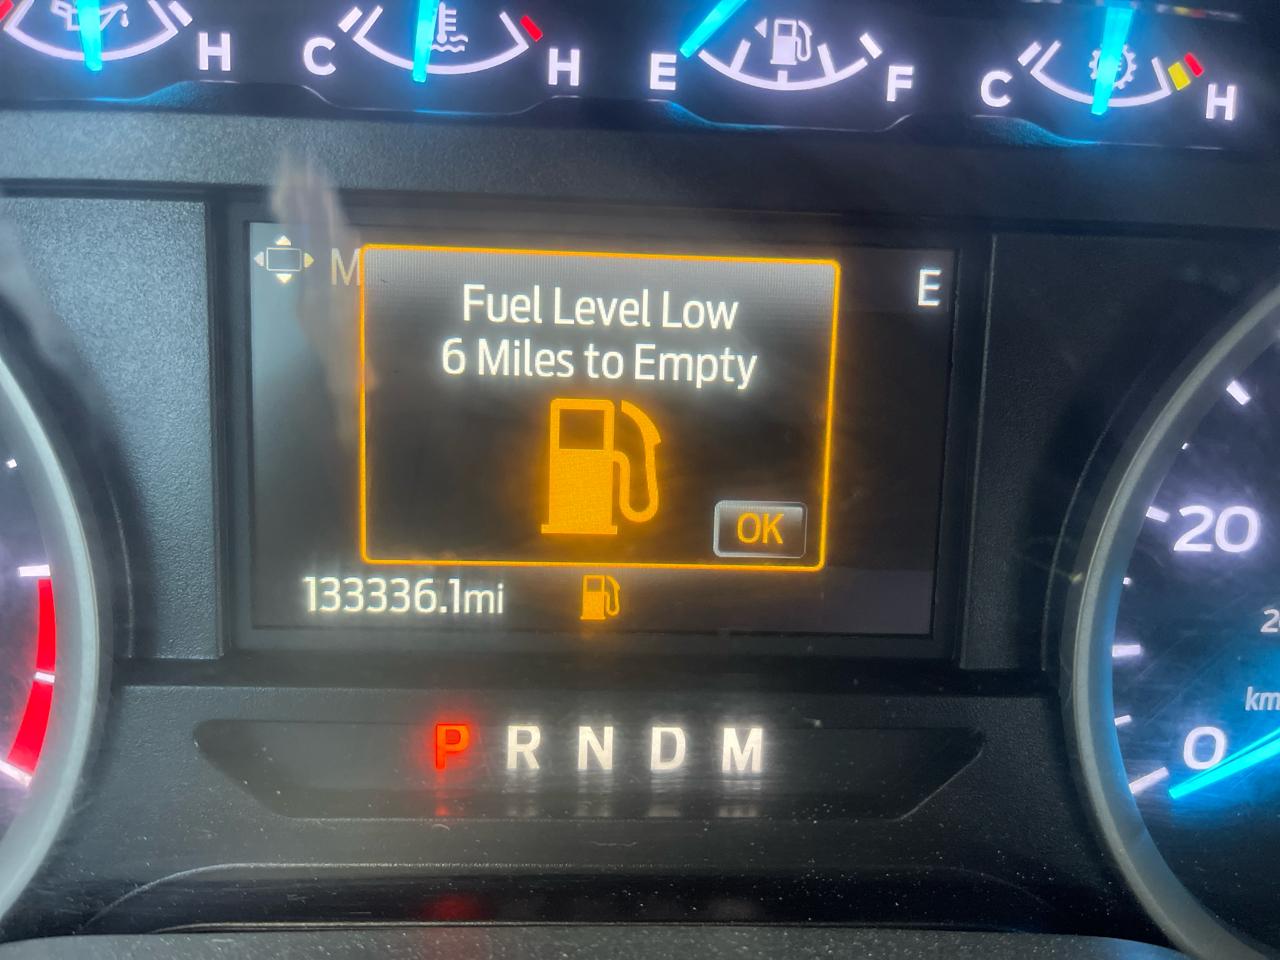 H
C
H
E
F
C
H
M
E
Fuel Level Low
6 Miles to Empty
OK
133336.1mi
20
km
P R N D M
0